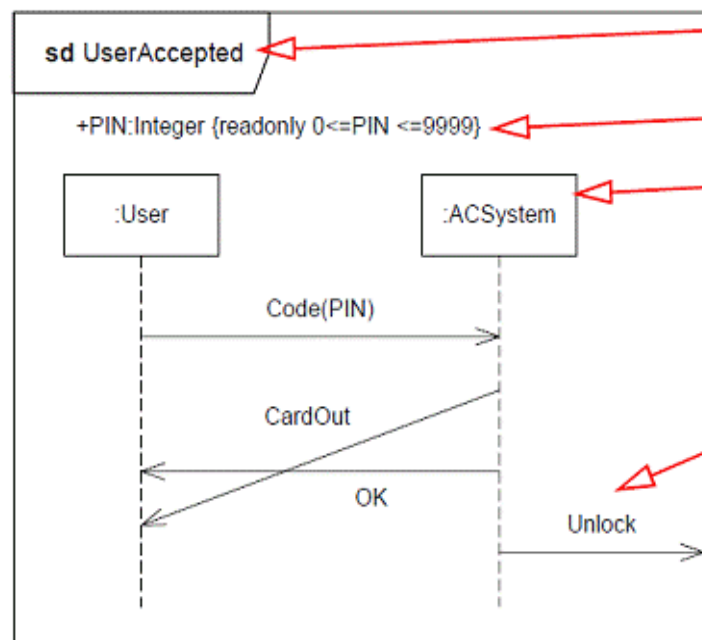 sd UserAccepted
+PIN:Integer {readonly 0<=PIN <=9999}
:User
:ACSystem
Code(PIN)
CardOut
OK
Unlock